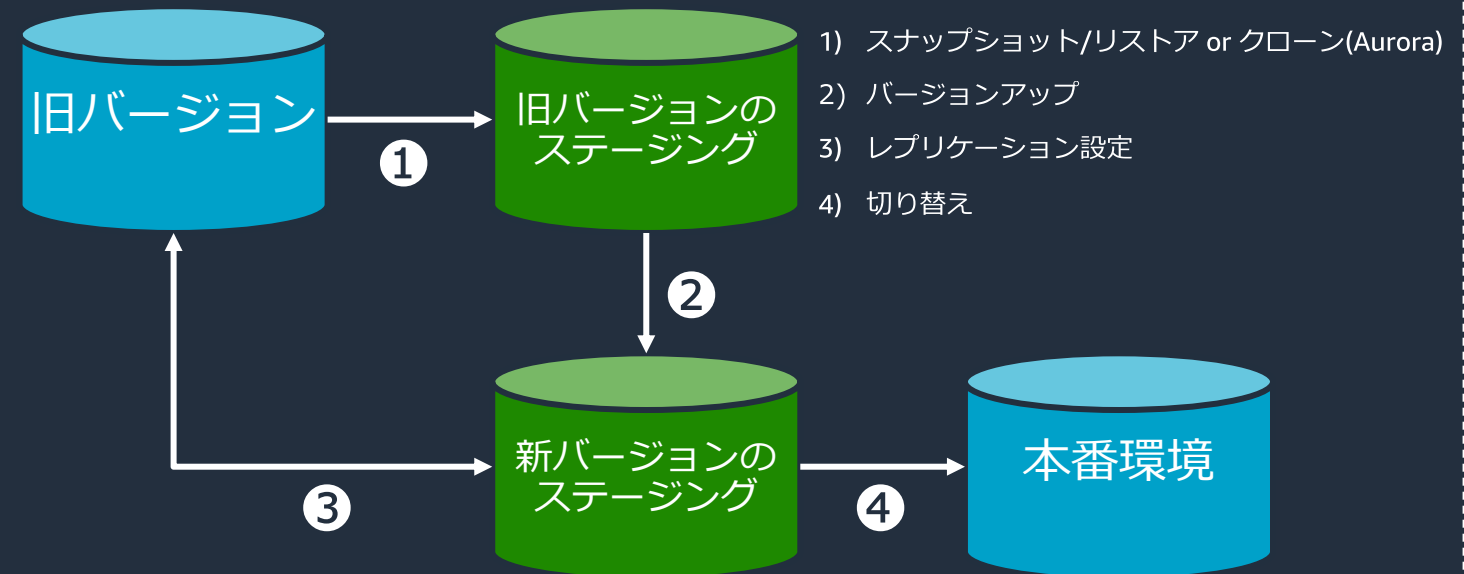 旧バージョン
旧バージョンの
ステージング
1) スナップショット/リストア or クローン(Aurora)
2) バージョンアップ
3) レプリケーション設定
4) 切り替え
1
2
新バージョンの
ステージング
本番環境
3
4